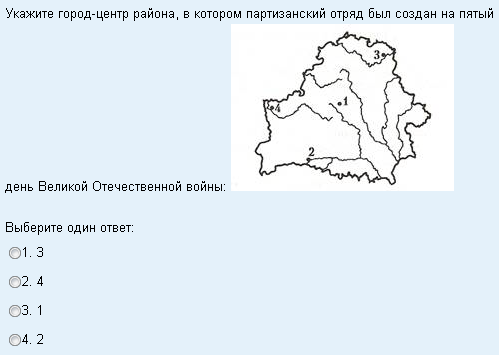 Укажите город-центр района, в котором партизанский отряд был создан на пятый
3
4
1
2
день Великой Отечественной войны:
Выберите один ответ:
1. 3
2. 4
3. 1
4. 2